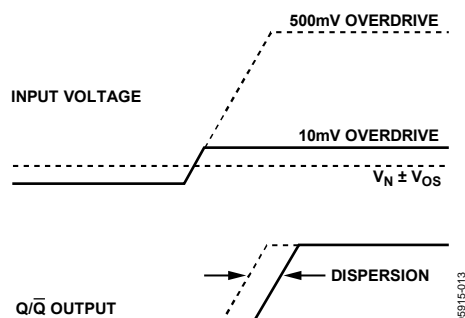 500mV OVERDRIVE
INPUT VOLTAGE
10mV OVERDRIVE
V_N ± V_OS
DISPERSION
Q/Q̅ OUTPUT
05915-013